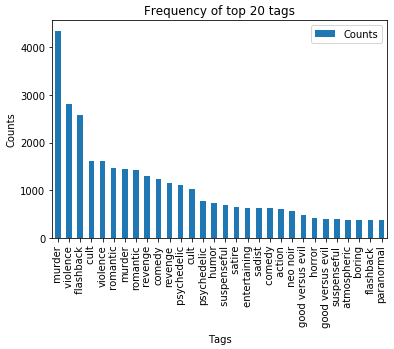 Frequency of top 20 tags
Counts
4000
3000
2000
1000
0
Counts
murder
violence
flashback
cult
violence
romantic
murder
romantic
revenge
comedy
revenge
psychedelic
cult
psychedelic
humor
suspenseful
satire
entertaining
sadist
comedy
action
neo noir
good versus evil
horror
good versus evil
suspenseful
atmospheric
boring
flashback
paranormal
Tags